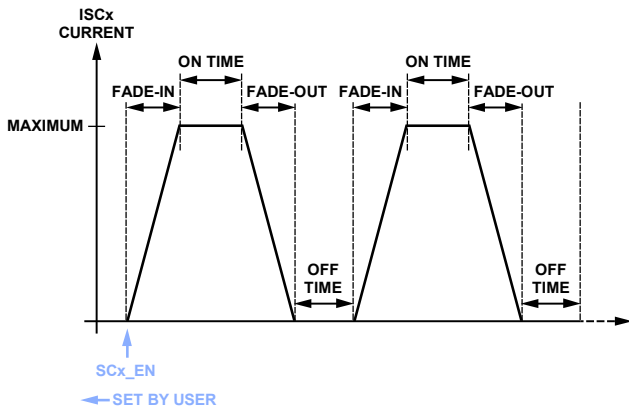 ISCx
CURRENT
ON TIME
ON TIME
FADE-IN
FADE-OUT
FADE-IN
FADE-OUT
MAXIMUM
OFF
TIME
OFF
TIME
SCx_EN
SET BY USER